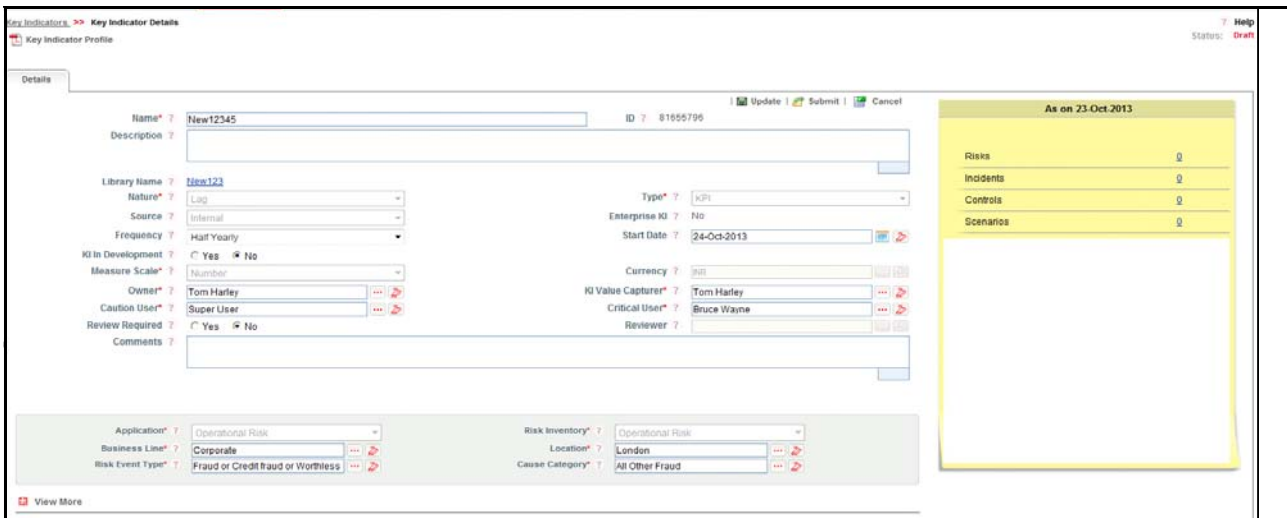 Key Indicators >> Key Indicator Details
? Help
Key Indicator Profile
Status: Draft
Details
| Update | Submit | Cancel
As on 23-Oct-2013
Name* ? New12345 ID ? 81655796
Description ?
Risks 0
Library Name ? New123
Incidents 0
Nature* ? Lag Type* ? KPI
Controls 0
Source ? Internal Enterprise KI ? No
Scenarios 0
Frequency ? Half Yearly Start Date ? 24-Oct-2013
KI In Development ? Yes No
Measure Scale* ? Number Currency ? INR
Owner* ? Tom Harley KI Value Capturer* ? Tom Harley
Caution User* ? Super User Critical User* ? Bruce Wayne
Review Required ? Yes No Reviewer ?
Comments ?
Application* ? Operational Risk Risk Inventory* ? Operational Risk
Business Line* ? Corporate Location* ? London
Risk Event Type* ? Fraud or Credit fraud or Worthless Cause Category* ? All Other Fraud
View More